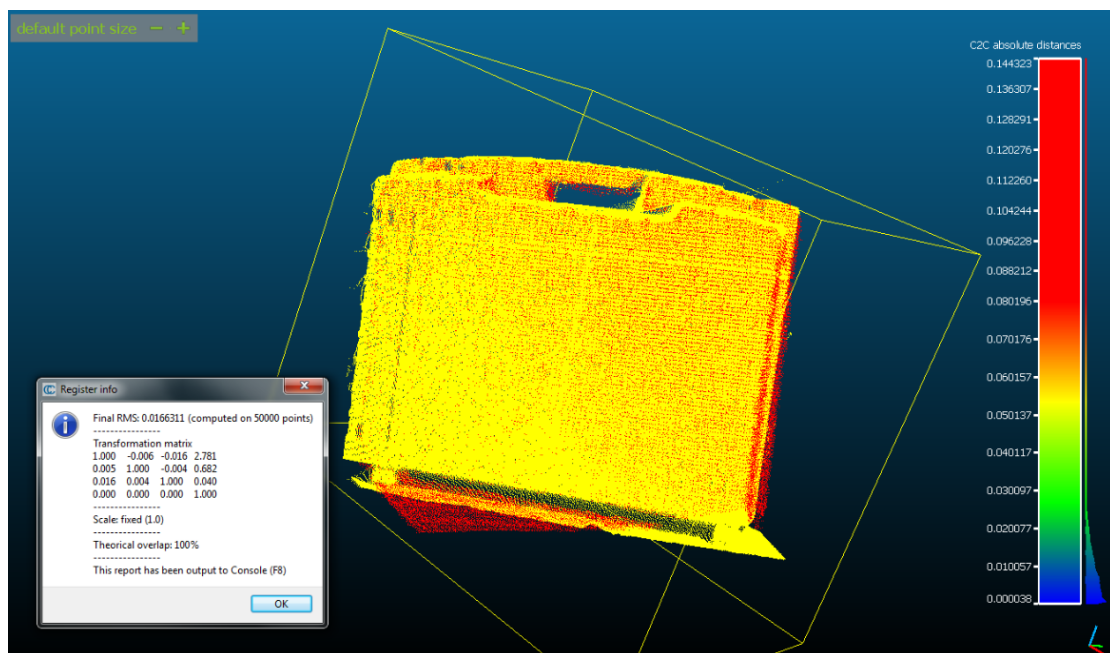 default point size − +
C2C absolute distances
0.144323
0.136307
0.128291
0.120276
0.112260
0.104244
0.096228
0.088212
0.080196
0.070176
0.060157
0.050137
0.040117
0.030097
0.020077
0.010057
0.000038
Register info
Final RMS: 0.0166311 (computed on 50000 points)
----------------
Transformation matrix
1.000 -0.006 -0.016 2.781
0.005 1.000 -0.004 0.682
0.016 0.004 1.000 0.040
0.000 0.000 0.000 1.000
----------------
Scale: fixed (1.0)
----------------
Theorical overlap: 100%
----------------
This report has been output to Console (F8)
OK